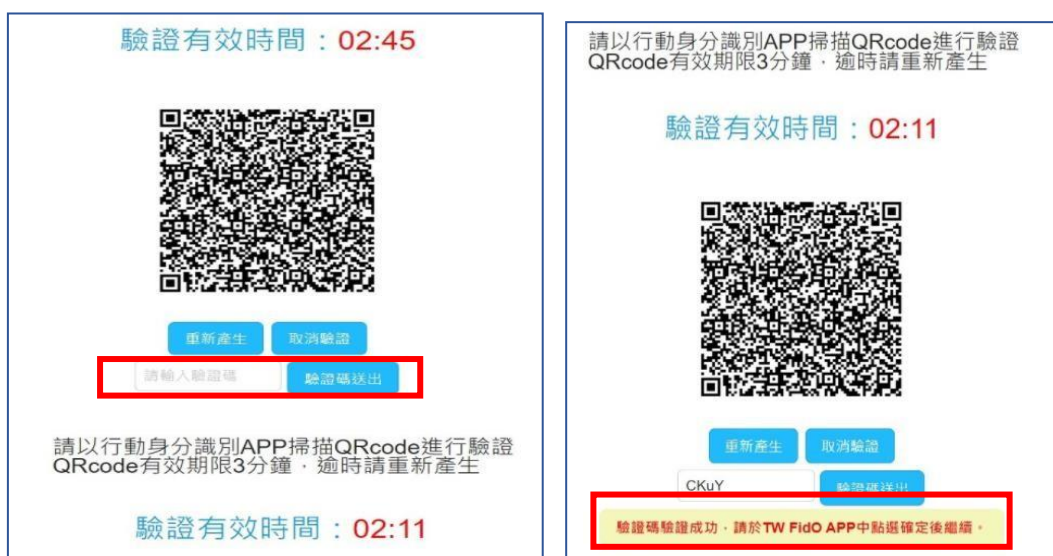 驗證有效時間：02:45
重新產生 取消驗證
請輸入驗證碼 驗證碼送出
請以行動身分識別APP掃描QRcode進行驗證
QRcode有效期限3分鐘，逾時請重新產生
驗證有效時間：02:11
請以行動身分識別APP掃描QRcode進行驗證
QRcode有效期限3分鐘，逾時請重新產生
驗證有效時間：02:11
重新產生 取消驗證
CKuY 驗證碼送出
驗證碼驗證成功，請於TW FidO APP中點選確定後繼續。